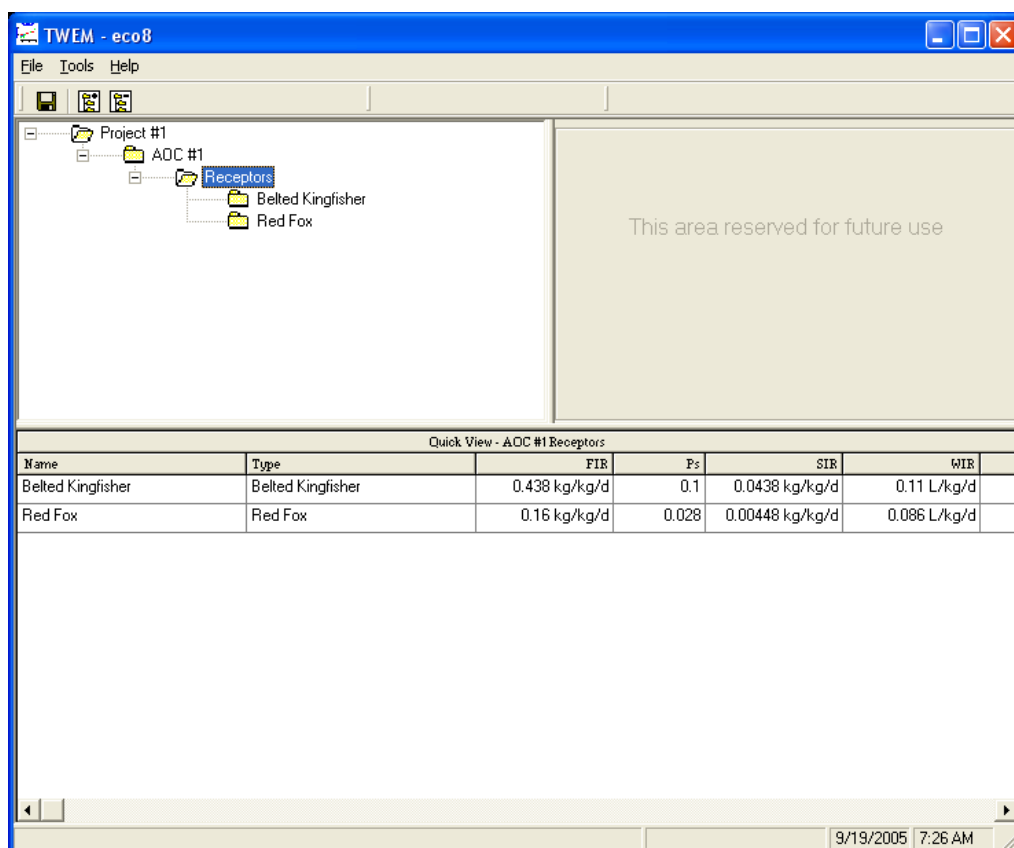 TWEM - eco8
File Tools Help
Project #1
AOC #1
Receptors
Belted Kingfisher
Red Fox
This area reserved for future use
Quick View - AOC #1 Receptors
Name Type FIR Ps SIR WIR
Belted Kingfisher Belted Kingfisher 0.438 kg/kg/d 0.1 0.0438 kg/kg/d 0.11 L/kg/d
Red Fox Red Fox 0.16 kg/kg/d 0.028 0.00448 kg/kg/d 0.086 L/kg/d
9/19/2005 7:26 AM